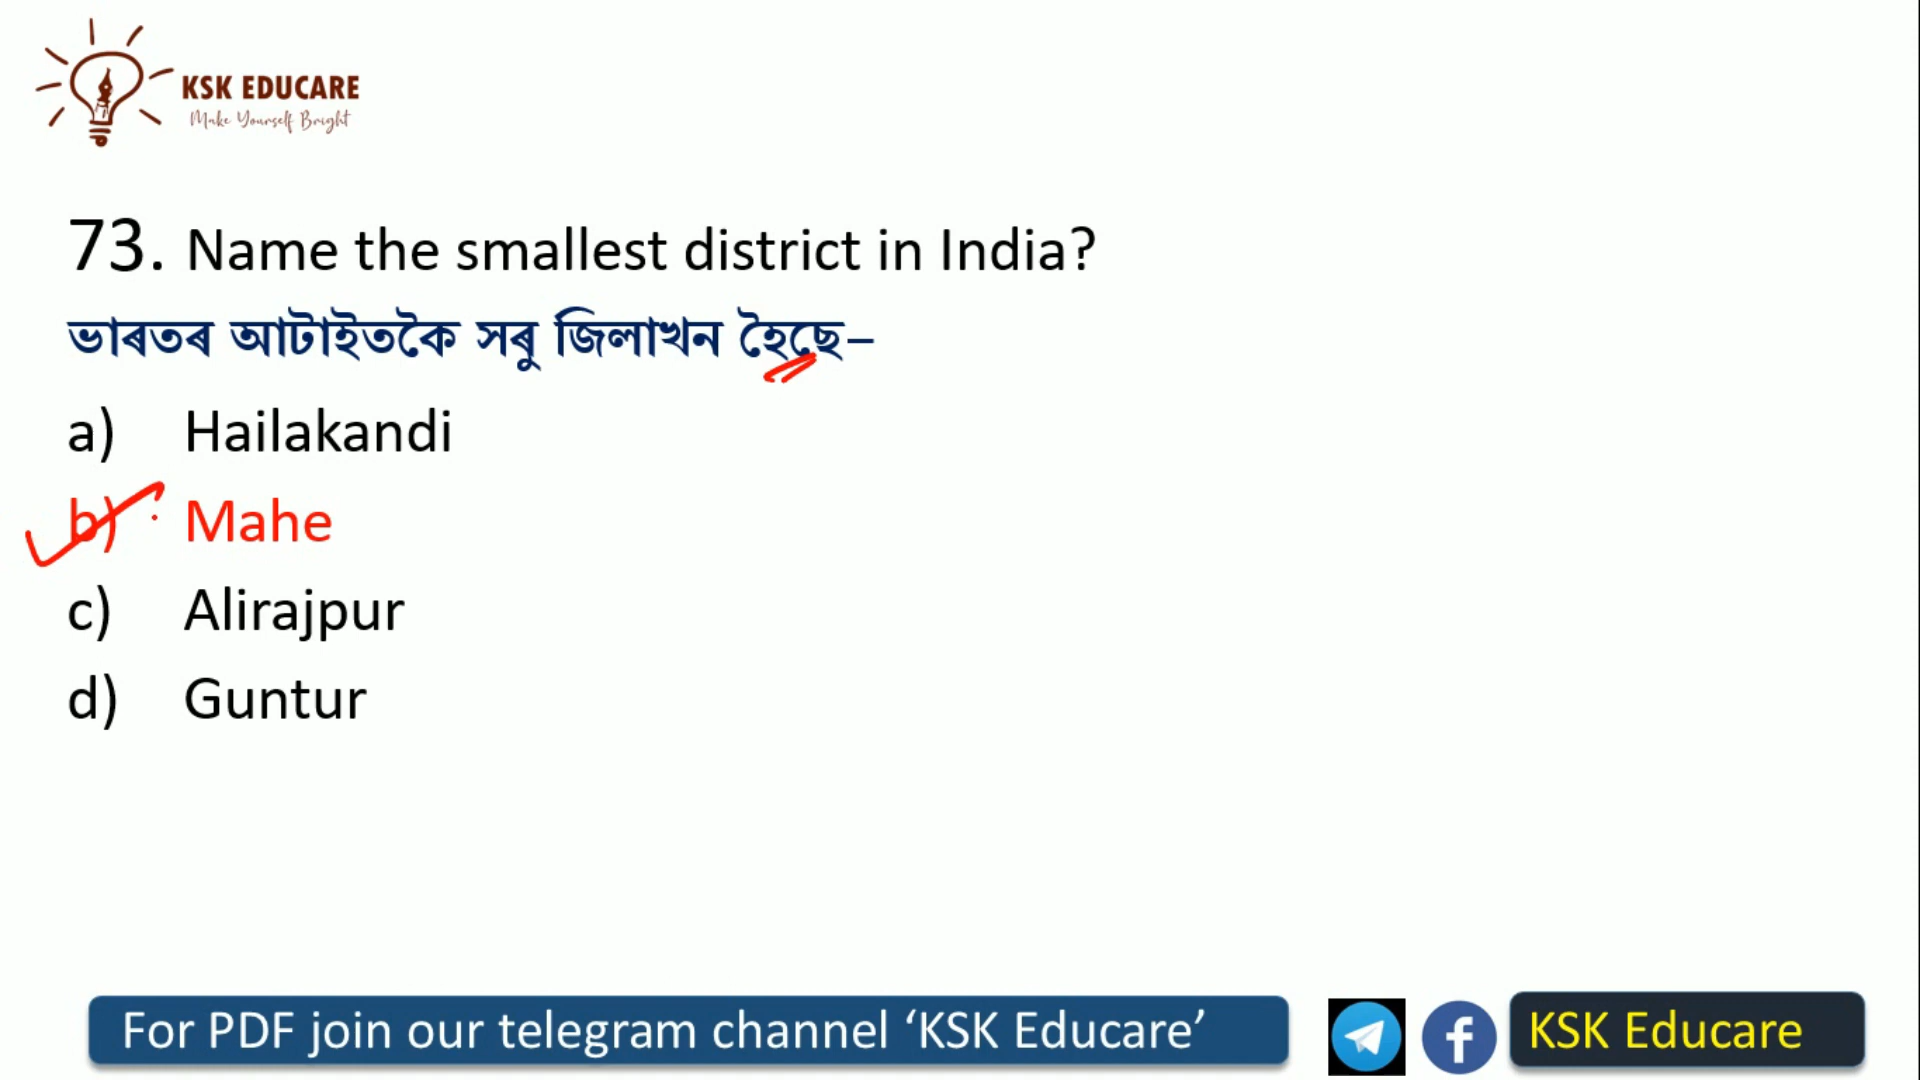 KSK EDUCARE
Make Yourself Bright
73. Name the smallest district in India?
ভাৰতৰ আটাইতকৈ সৰু জিলাখন হৈছে–
a) Hailakandi
b) Mahe
c) Alirajpur
d) Guntur
For PDF join our telegram channel ‘KSK Educare’
KSK Educare